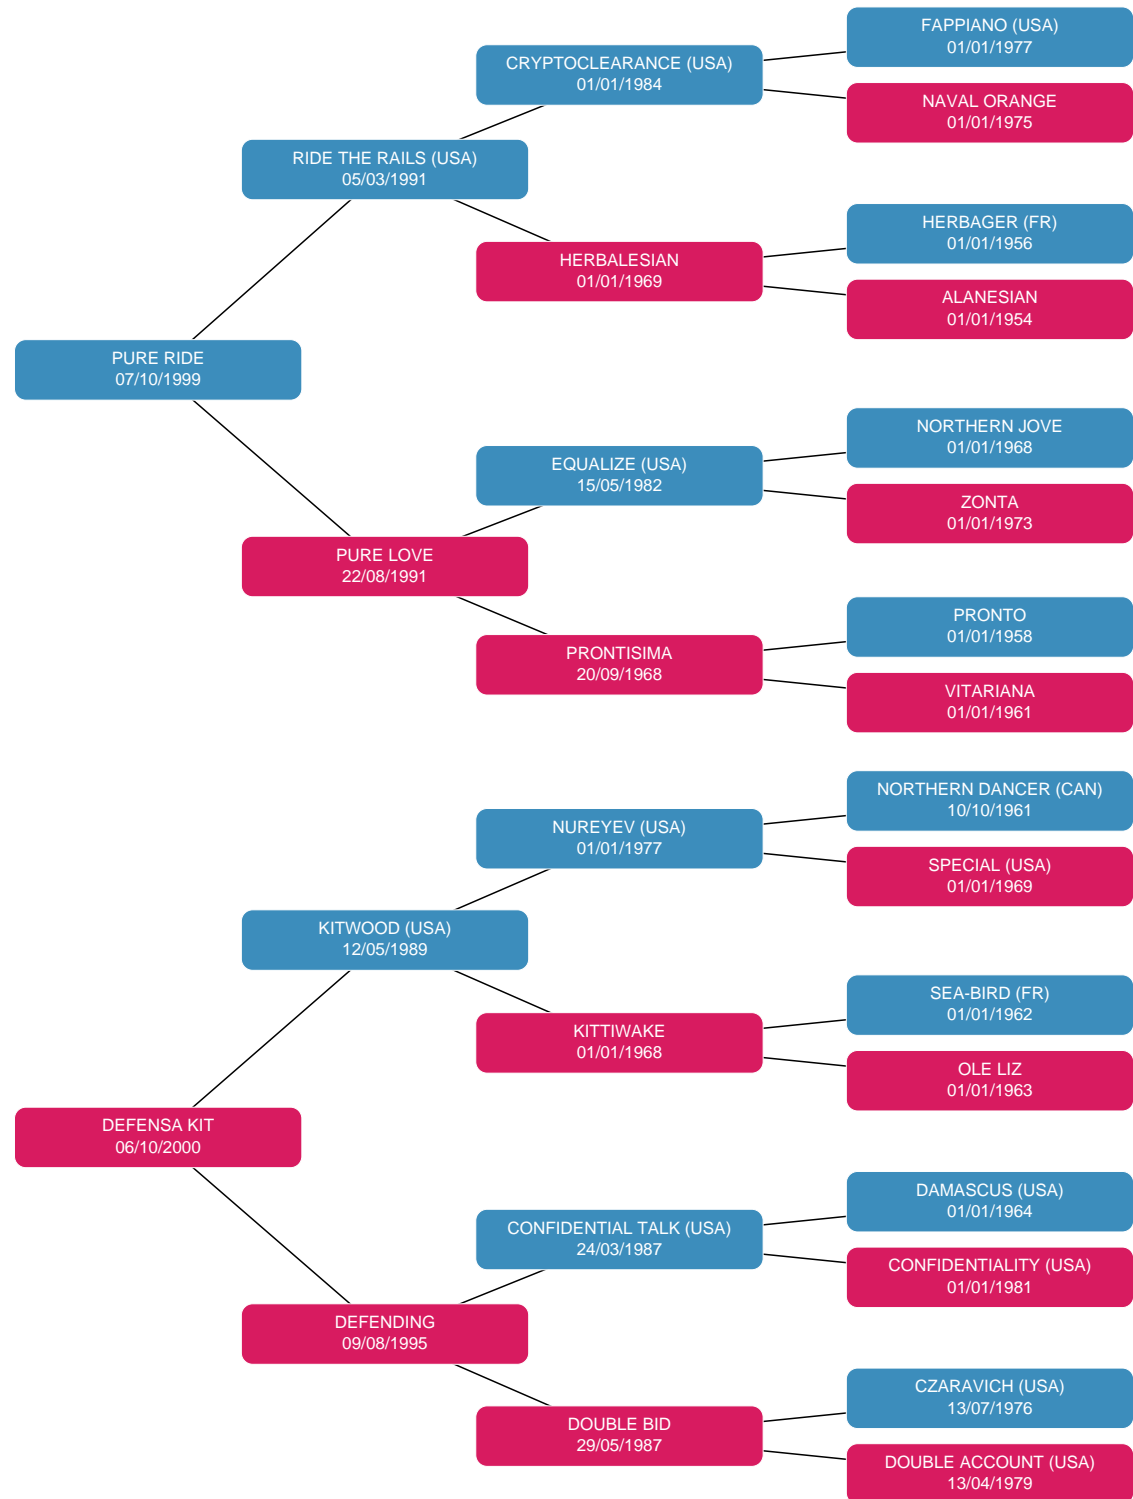 FAPPIANO (USA)
01/01/1977
CRYPTOCLEARANCE (USA)
01/01/1984
NAVAL ORANGE
01/01/1975
RIDE THE RAILS (USA)
05/03/1991
HERBAGER (FR)
01/01/1956
HERBALESIAN
01/01/1969
ALANESIAN
01/01/1954
PURE RIDE
07/10/1999
NORTHERN JOVE
01/01/1968
EQUALIZE (USA)
15/05/1982
ZONTA
01/01/1973
PURE LOVE
22/08/1991
PRONTO
01/01/1958
PRONTISIMA
20/09/1968
VITARIANA
01/01/1961
NORTHERN DANCER (CAN)
10/10/1961
NUREYEV (USA)
01/01/1977
SPECIAL (USA)
01/01/1969
KITWOOD (USA)
12/05/1989
SEA-BIRD (FR)
01/01/1962
KITTIWAKE
01/01/1968
OLE LIZ
01/01/1963
DEFENSA KIT
06/10/2000
DAMASCUS (USA)
01/01/1964
CONFIDENTIAL TALK (USA)
24/03/1987
CONFIDENTIALITY (USA)
01/01/1981
DEFENDING
09/08/1995
CZARAVICH (USA)
13/07/1976
DOUBLE BID
29/05/1987
DOUBLE ACCOUNT (USA)
13/04/1979